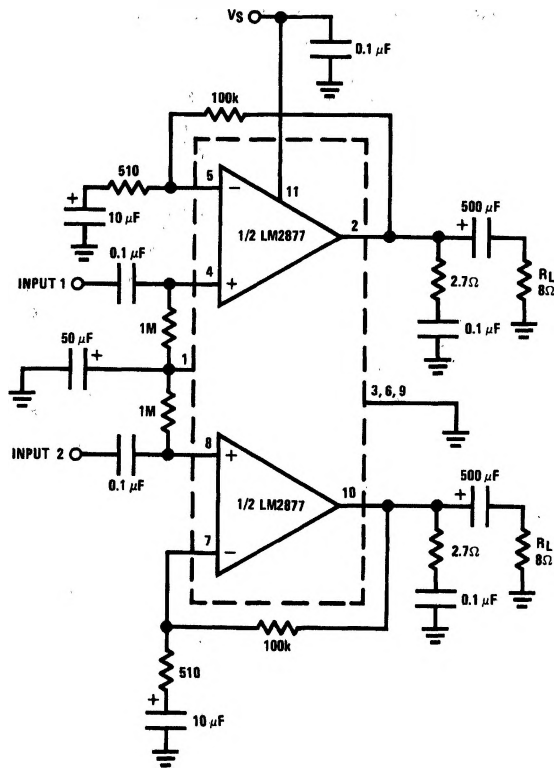 VS
0.1 μF
100k
510
5
−
11
+
10 μF
1/2 LM2877
2
500 μF
+
0.1 μF
4
+
2.7Ω
RL
8Ω
INPUT 1
1M
0.1 μF
50 μF
+
1
1M
3, 6, 9
INPUT 2
8
+
0.1 μF
1/2 LM2877
10
500 μF
+
7
−
2.7Ω
RL
8Ω
0.1 μF
100k
510
+
10 μF